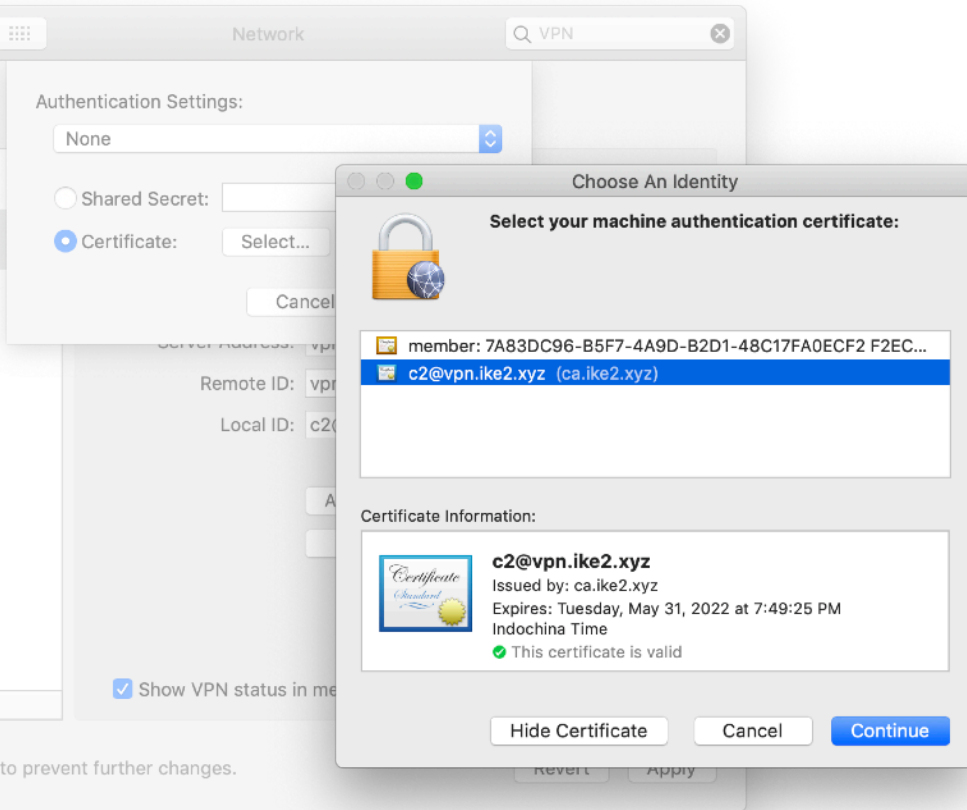 Network
VPN
Authentication Settings:
None
Shared Secret:
Certificate:
Select...
Cancel
Server Address:
Remote ID:
Local ID:
Show VPN status in
to prevent further changes.
Revert
Apply
Choose An Identity
Select your machine authentication certificate:
member: 7A83DC96-B5F7-4A9D-B2D1-48C17FA0ECF2 F2EC...
c2@vpn.ike2.xyz (ca.ike2.xyz)
Certificate Information:
Certificate
Standard
c2@vpn.ike2.xyz
Issued by: ca.ike2.xyz
Expires: Tuesday, May 31, 2022 at 7:49:25 PM
Indochina Time
This certificate is valid
Hide Certificate
Cancel
Continue